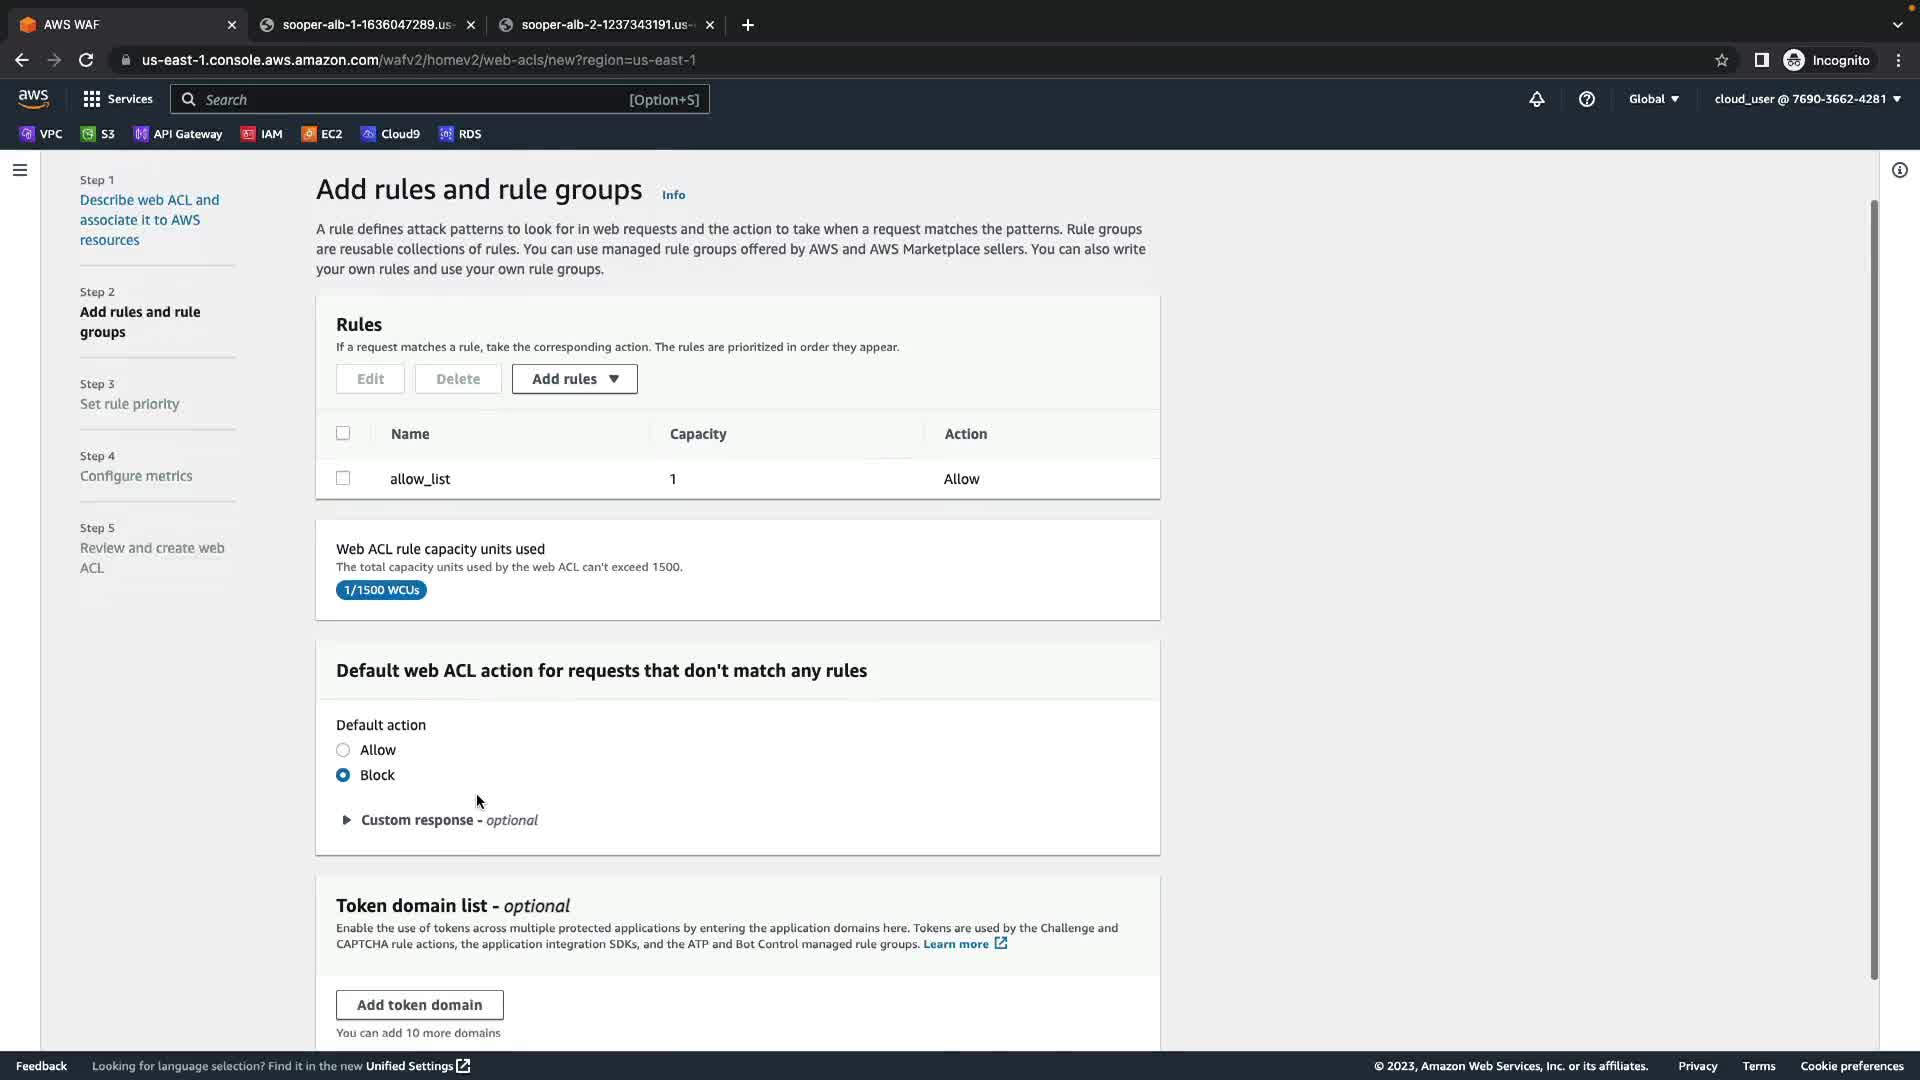 AWS WAF
sooper-alb-1-1636047289.us-
sooper-alb-2-1237343191.us-
us-east-1.console.aws.amazon.com/wafv2/homev2/web-acls/new?region=us-east-1
Incognito
aws
Services
Search
[Option+S]
Global
cloud_user @ 7690-3662-4281
VPC
S3
API Gateway
IAM
EC2
Cloud9
RDS
Step 1
Describe web ACL and
associate it to AWS
resources
Step 2
Add rules and rule
groups
Step 3
Set rule priority
Step 4
Configure metrics
Step 5
Review and create web
ACL
Add rules and rule groups Info
A rule defines attack patterns to look for in web requests and the action to take when a request matches the patterns. Rule groups
are reusable collections of rules. You can use managed rule groups offered by AWS and AWS Marketplace sellers. You can also write
your own rules and use your own rule groups.
Rules
If a request matches a rule, take the corresponding action. The rules are prioritized in order they appear.
Edit
Delete
Add rules
Name Capacity Action
allow_list 1 Allow
Web ACL rule capacity units used
The total capacity units used by the web ACL can't exceed 1500.
1/1500 WCUs
Default web ACL action for requests that don't match any rules
Default action
Allow
Block
Custom response - optional
Token domain list - optional
Enable the use of tokens across multiple protected applications by entering the application domains here. Tokens are used by the Challenge and
CAPTCHA rule actions, the application integration SDKs, and the ATP and Bot Control managed rule groups. Learn more
Add token domain
You can add 10 more domains
Feedback
Looking for language selection? Find it in the new Unified Settings
© 2023, Amazon Web Services, Inc. or its affiliates.
Privacy
Terms
Cookie preferences